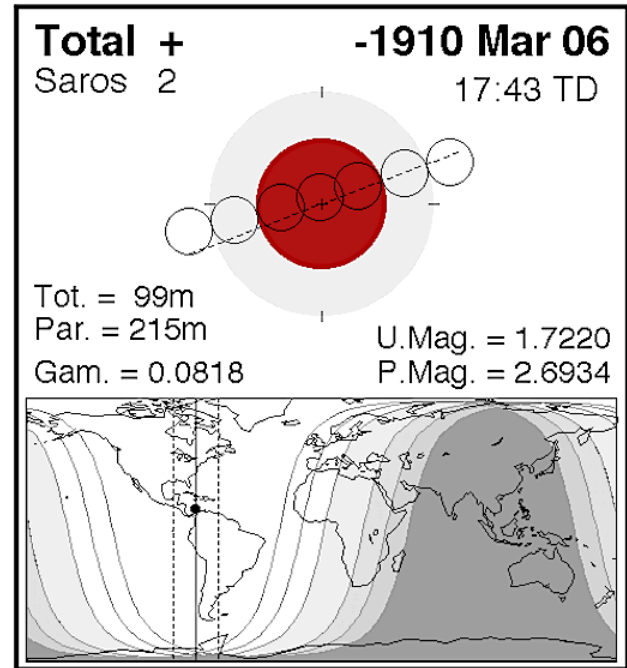 Total + -1910 Mar 06
Saros 2 17:43 TD
Tot. = 99m
Par. = 215m U.Mag. = 1.7220
Gam. = 0.0818 P.Mag. = 2.6934